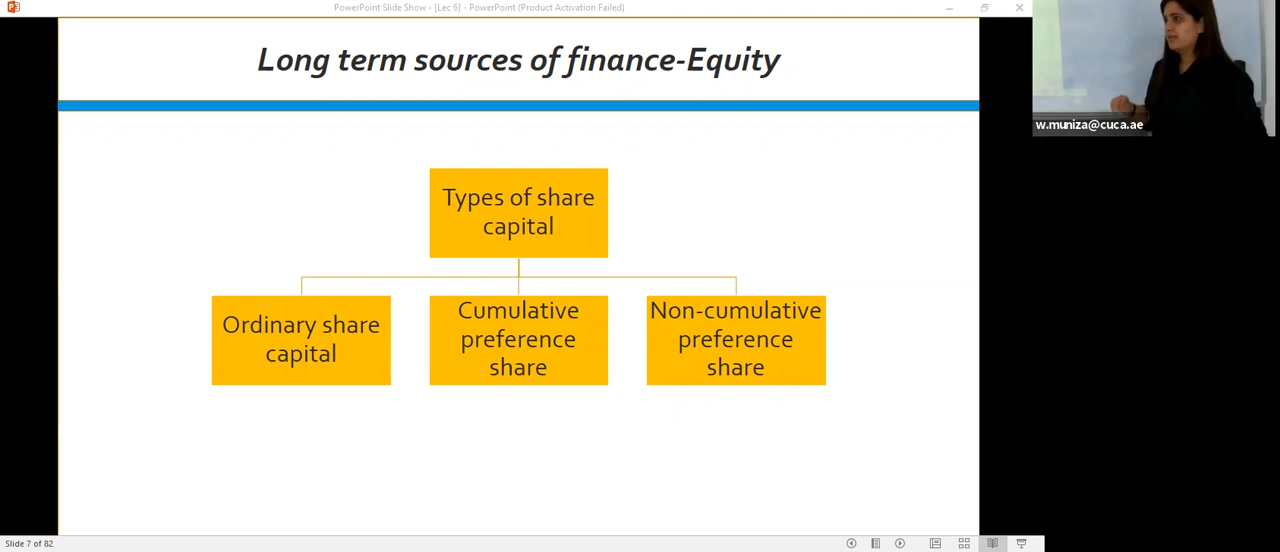 PowerPoint Slide Show - [Lec 6] - PowerPoint (Product Activation Failed)
Long term sources of finance-Equity
w.muniza@cuca.ae
Types of share
capital
Ordinary share
capital
Cumulative
preference
share
Non-cumulative
preference
share
Slide 7 of 82